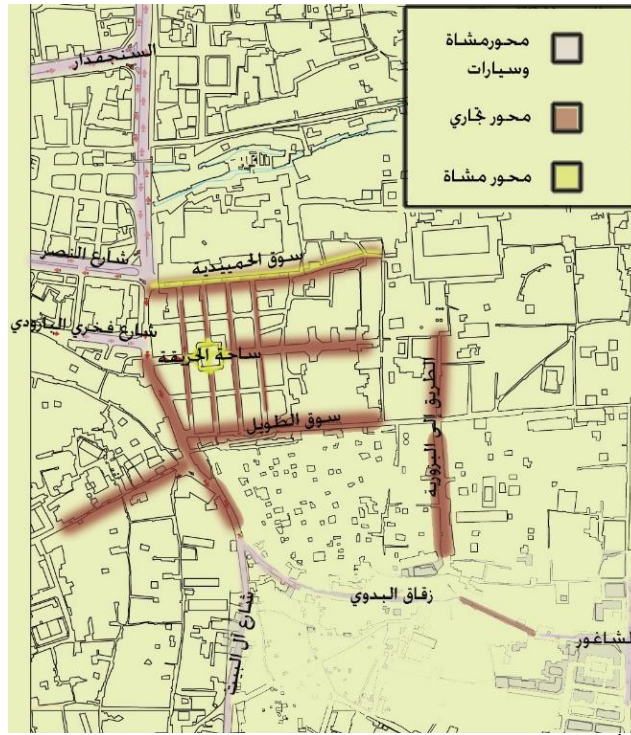 محورمشاة
وسيارات
محور تجاري
محور مشاة
السنجقدار
شارع النصر
سوق الحميدية
شارع فخري البارودي
ساحة الحريقة
سوق الطويل
الطريق إلى البزورية
زقاق البدوي
شارع آل البيت
الشاغور